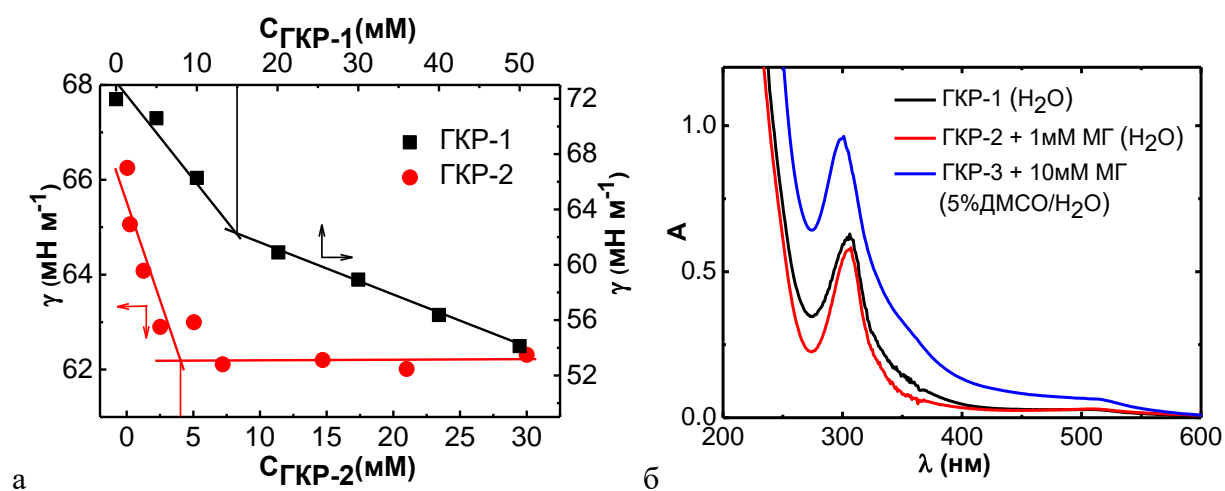 C_ГКР-1(мМ)
0 10 20 30 40 50
68
66
64
62
γ (мН м⁻¹)
72
68
64
60
56
52
γ (мН м⁻¹)
ГКР-1
ГКР-2
0 5 10 15 20 25 30
C_ГКР-2(мМ)
а
1.0
0.5
0.0
A
ГКР-1 (H₂O)
ГКР-2 + 1мМ МГ (H₂O)
ГКР-3 + 10мМ МГ
(5%ДМСО/H₂O)
200 300 400 500 600
λ (нм)
б